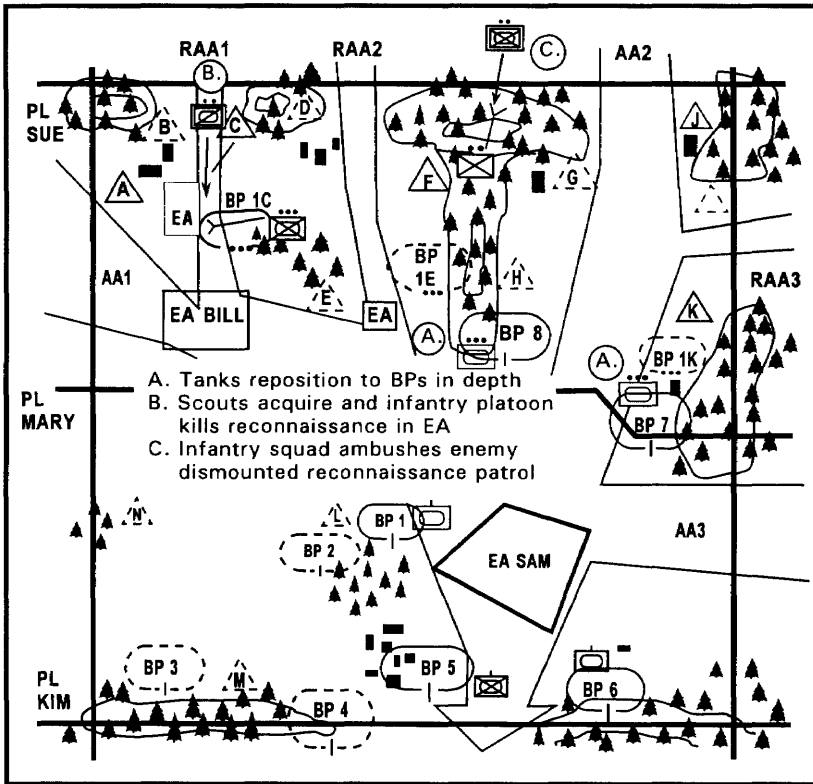 RAA1
RAA2
C.
AA2
B.
PL
SUE
B
C
D
J
A
F
G
EA
BP 1C
AA1
BP
1E
H
RAA3
E
K
EA BILL
EA
A.
BP 8
A.
BP 1K
A. Tanks reposition to BPs in depth
B. Scouts acquire and infantry platoon
kills reconnaissance in EA
C. Infantry squad ambushes enemy
dismounted reconnaissance patrol
PL
MARY
BP 7
N
L
BP 1
BP 2
EA SAM
AA3
BP 3
M
BP 5
BP 6
PL
KIM
BP 4